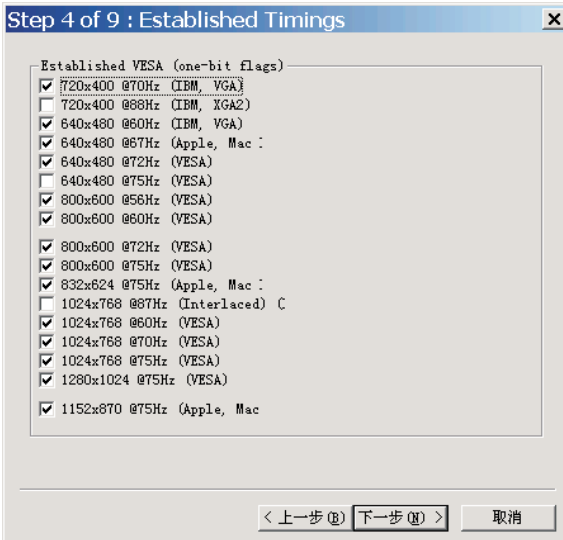 Step 4 of 9 : Established Timings
Established VESA (one-bit flags)
720x400 @70Hz (IBM, VGA)
720x400 @88Hz (IBM, XGA2)
640x480 @60Hz (IBM, VGA)
640x480 @67Hz (Apple, Mac
640x480 @72Hz (VESA)
640x480 @75Hz (VESA)
800x600 @56Hz (VESA)
800x600 @60Hz (VESA)
800x600 @72Hz (VESA)
800x600 @75Hz (VESA)
832x624 @75Hz (Apple, Mac
1024x768 @87Hz (Interlaced)
1024x768 @60Hz (VESA)
1024x768 @70Hz (VESA)
1024x768 @75Hz (VESA)
1280x1024 @75Hz (VESA)
1152x870 @75Hz (Apple, Mac
< 上一步(B) 下一步(N) > 取消